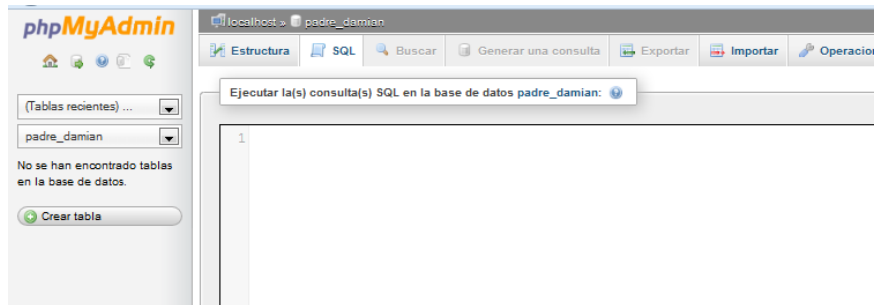 phpMyAdmin
(Tablas recientes) ...
padre_damian
No se han encontrado tablas
en la base de datos.
Crear tabla
localhost » padre_damian
Estructura SQL Buscar Generar una consulta Exportar Importar Operacion
Ejecutar la(s) consulta(s) SQL en la base de datos padre_damian:
1